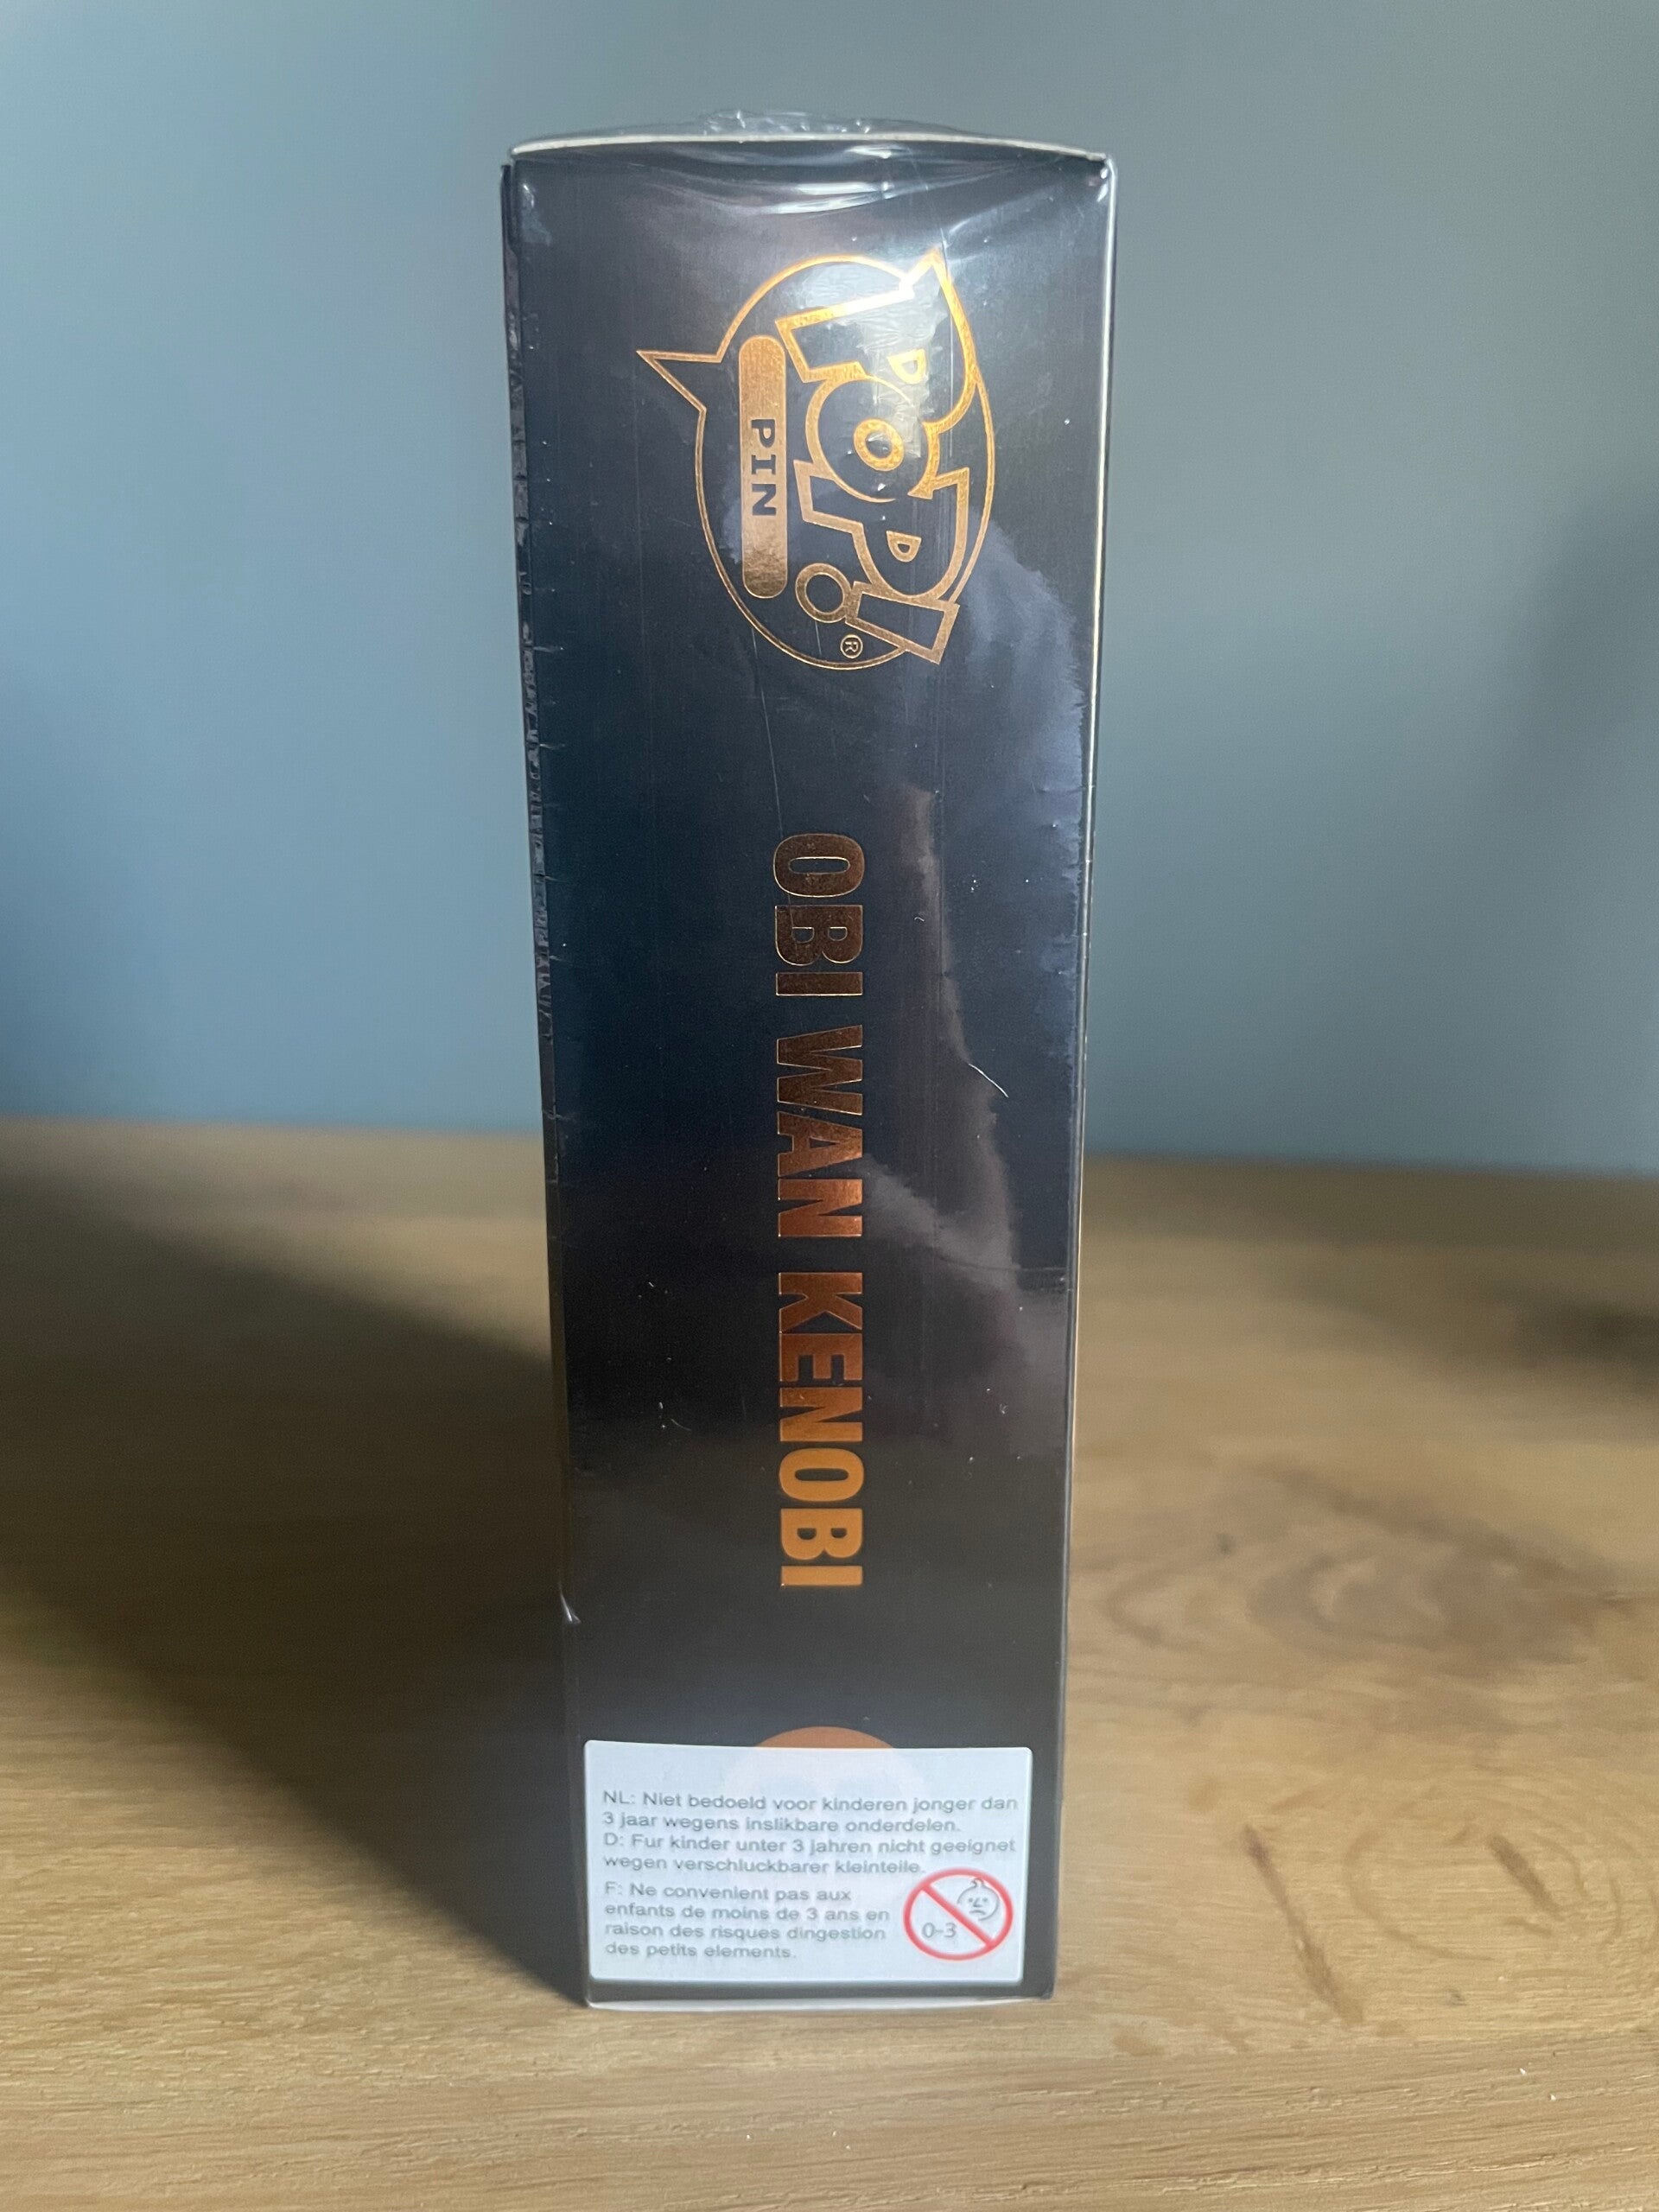 POP!
PIN
®
OBI WAN KENOBI
NL: Niet bedoeld voor kinderen jonger dan
3 jaar wegens inslikbare onderdelen.
D: Fur kinder unter 3 jahren nicht geeignet
wegen verschluckbarer kleinteile.
F: Ne convenient pas aux
enfants de moins de 3 ans en
raison des risques dingestion
des petits elements.
0-3